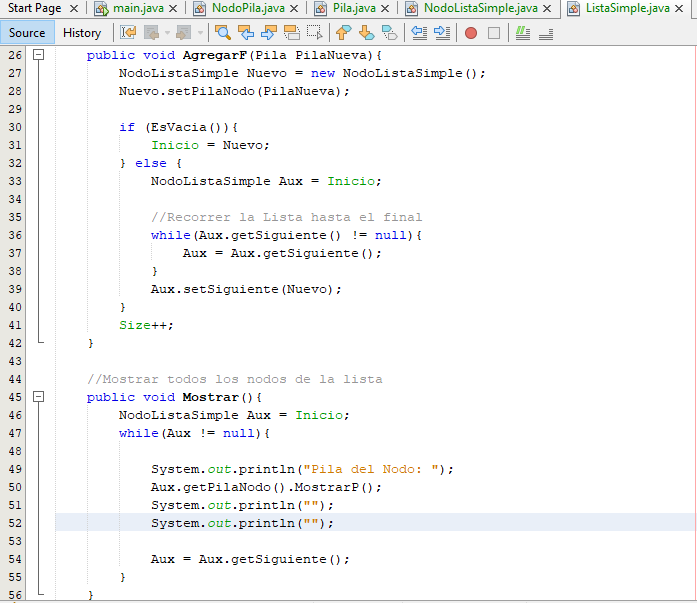 Start Page main.java NodoPila.java Pila.java NodoListaSimple.java ListaSimple.java
Source History
26 public void AgregarF(Pila PilaNueva){
27 NodoListaSimple Nuevo = new NodoListaSimple();
28 Nuevo.setPilaNodo(PilaNueva);
29
30 if (EsVacia()){
31 Inicio = Nuevo;
32 } else {
33 NodoListaSimple Aux = Inicio;
34
35 //Recorrer la Lista hasta el final
36 while(Aux.getSiguiente() != null){
37 Aux = Aux.getSiguiente();
38 }
39 Aux.setSiguiente(Nuevo);
40 }
41 Size++;
42 }
43
44 //Mostrar todos los nodos de la lista
45 public void Mostrar(){
46 NodoListaSimple Aux = Inicio;
47 while(Aux != null){
48
49 System.out.println("Pila del Nodo: ");
50 Aux.getPilaNodo().MostrarP();
51 System.out.println("");
52 System.out.println("");
53
54 Aux = Aux.getSiguiente();
55 }
56 }